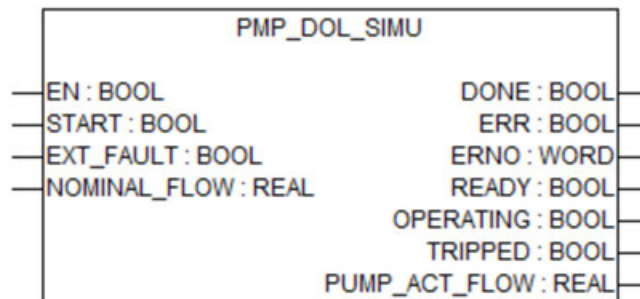 PMP_DOL_SIMU
EN : BOOL DONE : BOOL
START : BOOL ERR : BOOL
EXT_FAULT : BOOL ERNO : WORD
NOMINAL_FLOW : REAL READY : BOOL
OPERATING : BOOL
TRIPPED : BOOL
PUMP_ACT_FLOW : REAL